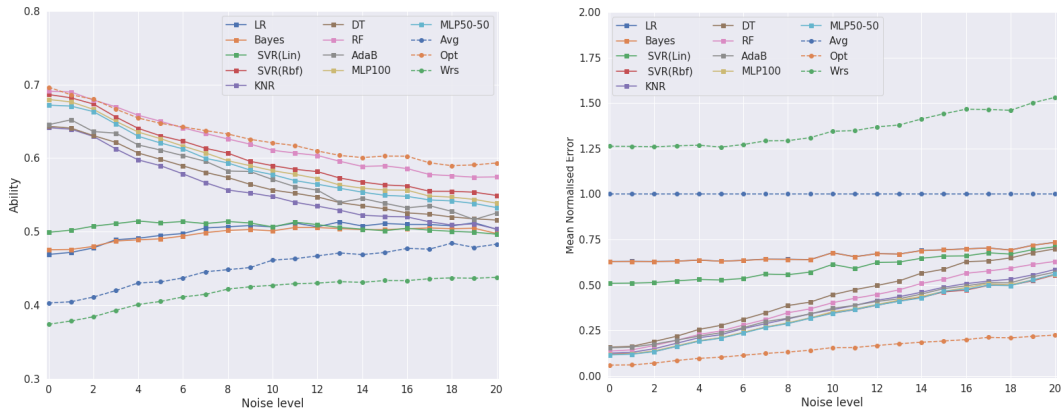 0.8
0.7
0.6
0.5
0.4
0.3
Ability
0 2 4 6 8 10 12 14 16 18 20
Noise level
LR DT MLP50-50
Bayes RF Avg
SVR(Lin) AdaB Opt
SVR(Rbf) MLP100 Wrs
KNR
2.00
1.75
1.50
1.25
1.00
0.75
0.50
0.25
0.00
Mean Normalised Error
0 2 4 6 8 10 12 14 16 18 20
Noise level
LR DT MLP50-50
Bayes RF Avg
SVR(Lin) AdaB Opt
SVR(Rbf) MLP100 Wrs
KNR